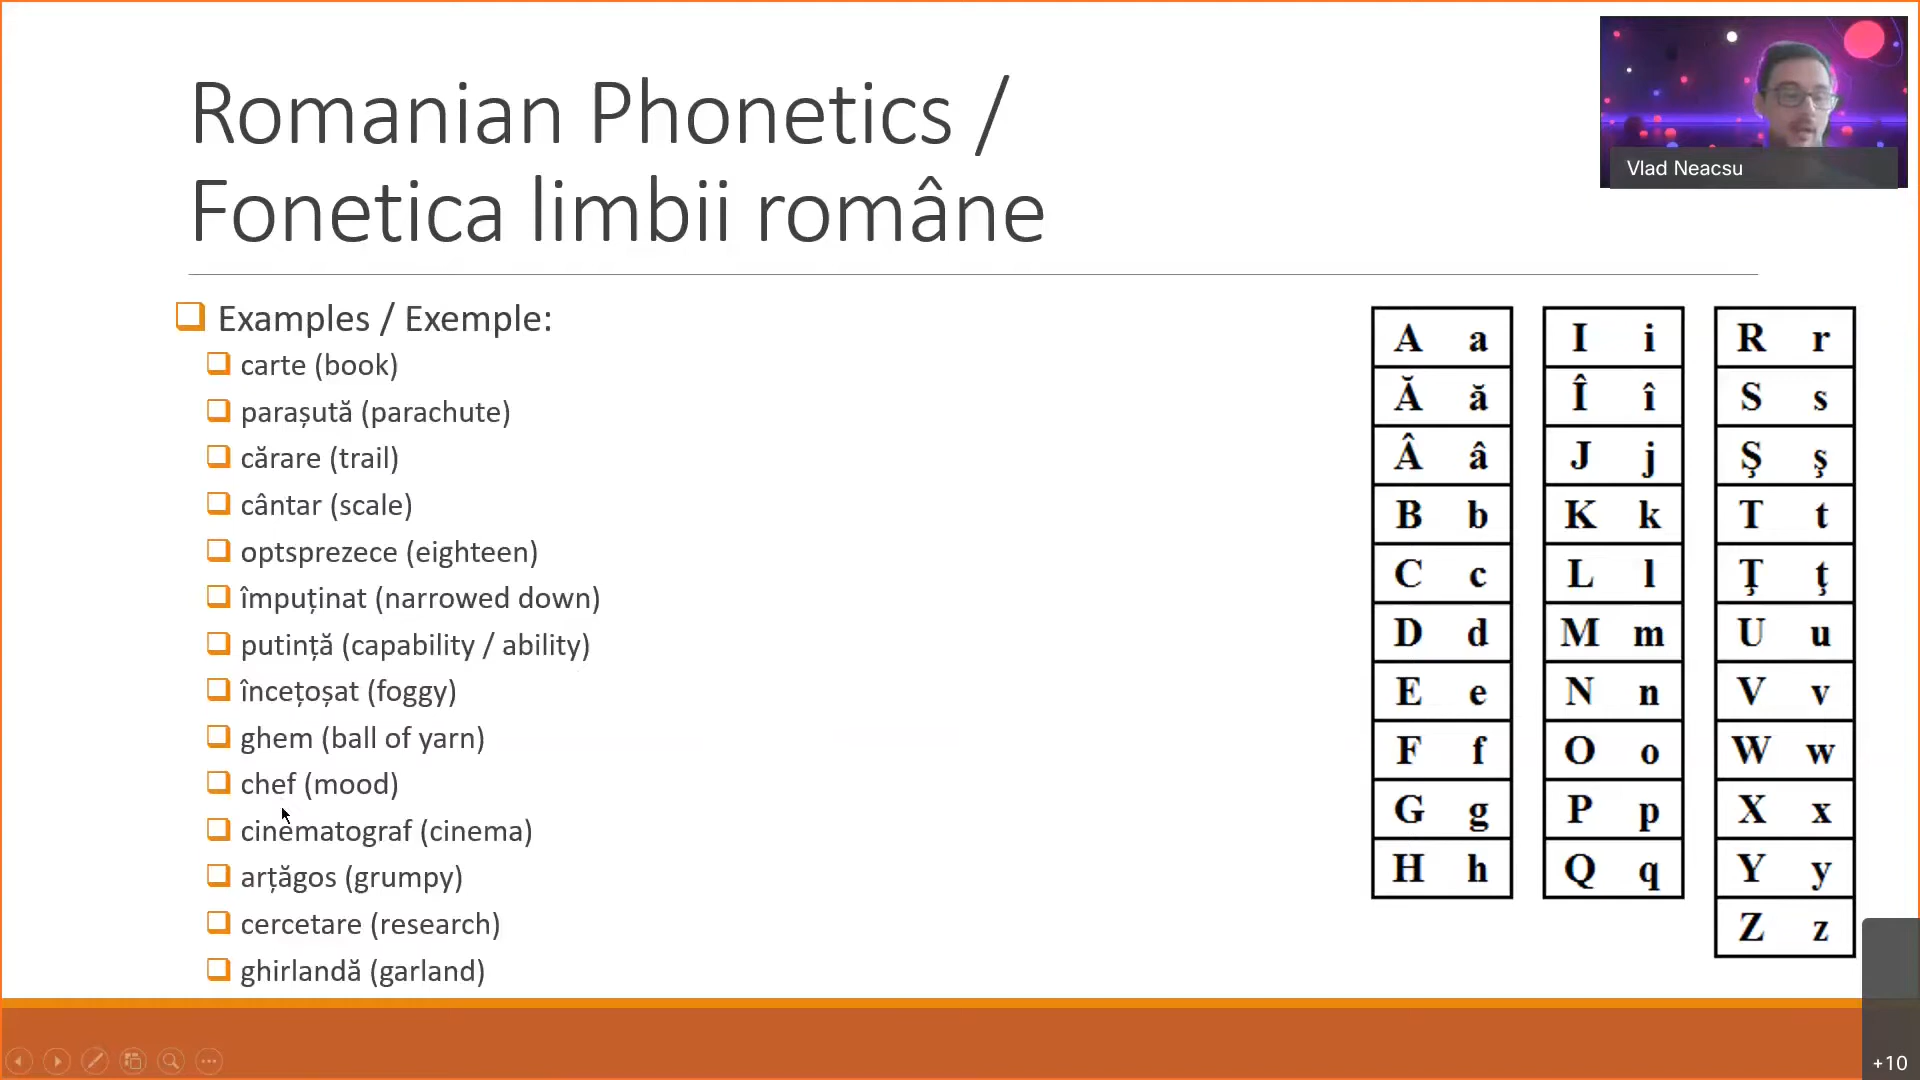 Romanian Phonetics /
Fonetica limbii române
Vlad Neacsu
Examples / Exemple:
carte (book)
parașută (parachute)
cărare (trail)
cântar (scale)
optsprezece (eighteen)
împuținat (narrowed down)
putință (capability / ability)
încețoșat (foggy)
ghem (ball of yarn)
chef (mood)
cinematograf (cinema)
arțăgos (grumpy)
cercetare (research)
ghirlandă (garland)
A a
Ă ă
Â â
B b
C c
D d
E e
F f
G g
H h
I i
Î î
J j
K k
L l
M m
N n
O o
P p
Q q
R r
S s
Ş ş
T t
Ţ ţ
U u
V v
W w
X x
Y y
Z z
+10